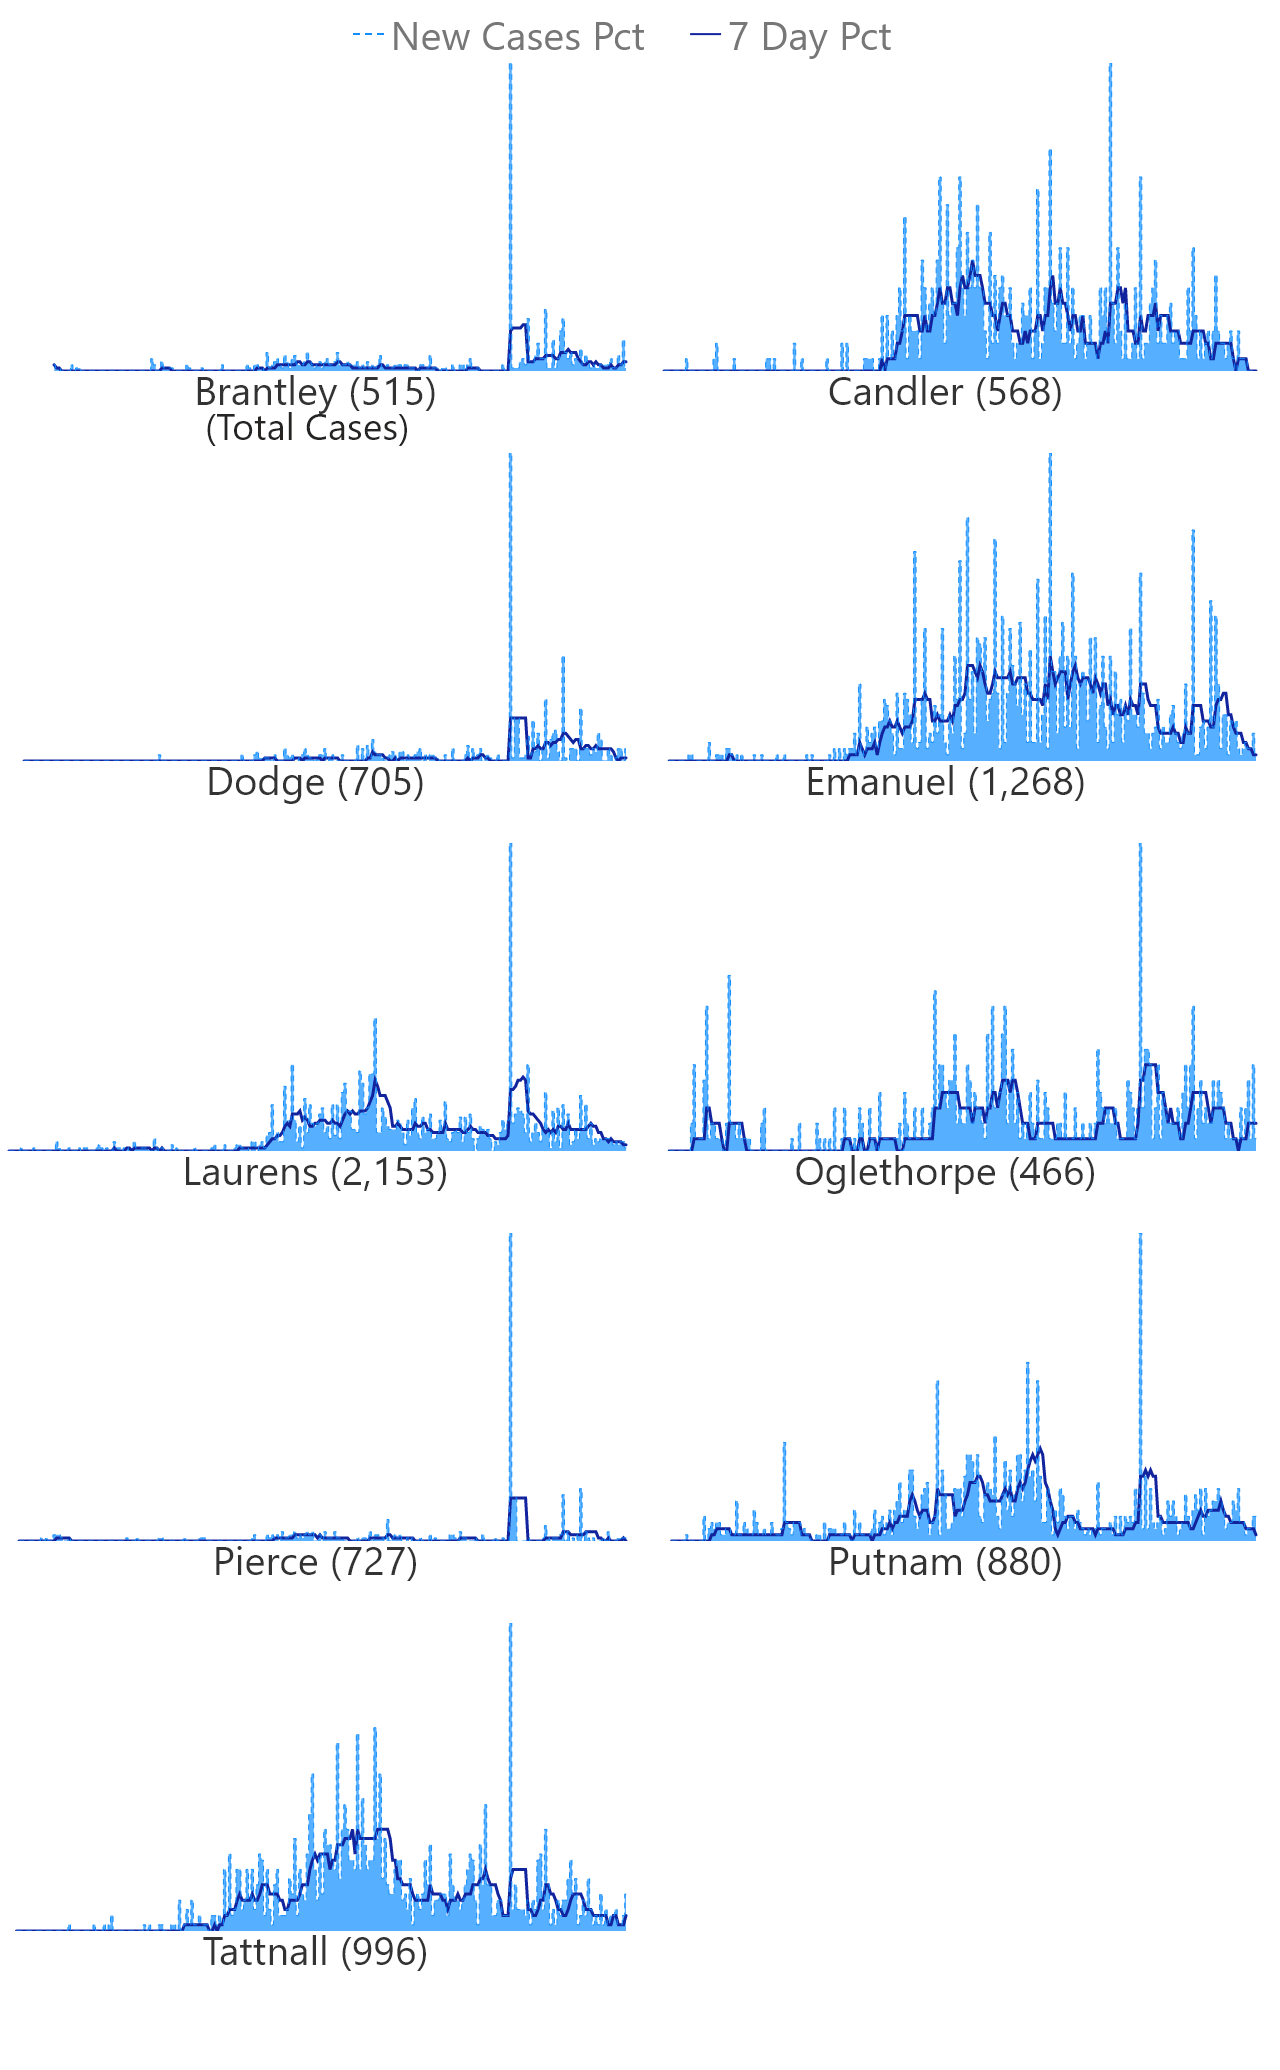 New Cases Pct 7 Day Pct
Brantley (515) Candler (568)
(Total Cases)
Dodge (705) Emanuel (1,268)
Laurens (2,153) Oglethorpe (466)
Pierce (727) Putnam (880)
Tattnall (996)